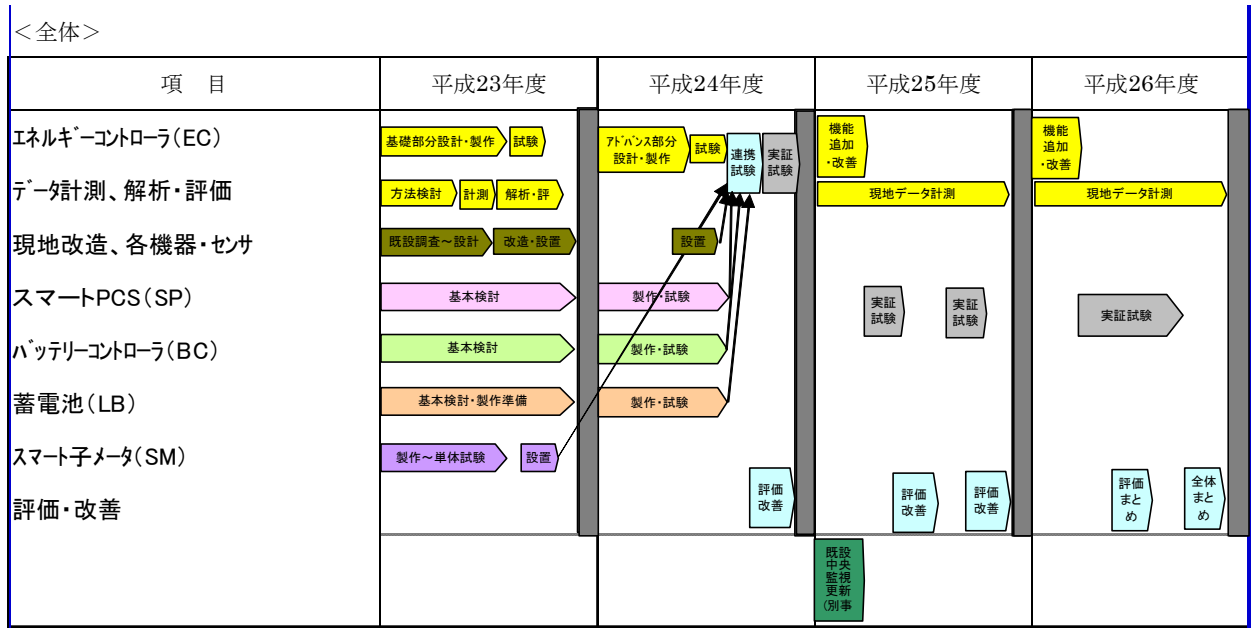 ＜全体＞
項　目
平成23年度
平成24年度
平成25年度
平成26年度
エネルギーコントローラ（EC）
基礎部分設計・製作
試験
アドバンス部分
設計・製作
試験
連携
試験
実証
試験
機能
追加
・改善
機能
追加
・改善
データ計測、解析・評価
方法検討
計測
解析・評
現地データ計測
現地データ計測
現地改造、各機器・センサ
既設調査～設計
改造・設置
設置
スマートPCS（SP）
基本検討
製作・試験
実証
試験
実証
試験
実証試験
バッテリーコントローラ（BC）
基本検討
製作・試験
蓄電池（LB）
基本検討・製作準備
製作・試験
スマート子メータ（SM）
製作～単体試験
設置
評価・改善
評価
改善
評価
改善
評価
改善
評価
まと
め
全体
まと
め
既設
中央
監視
更新
(別事